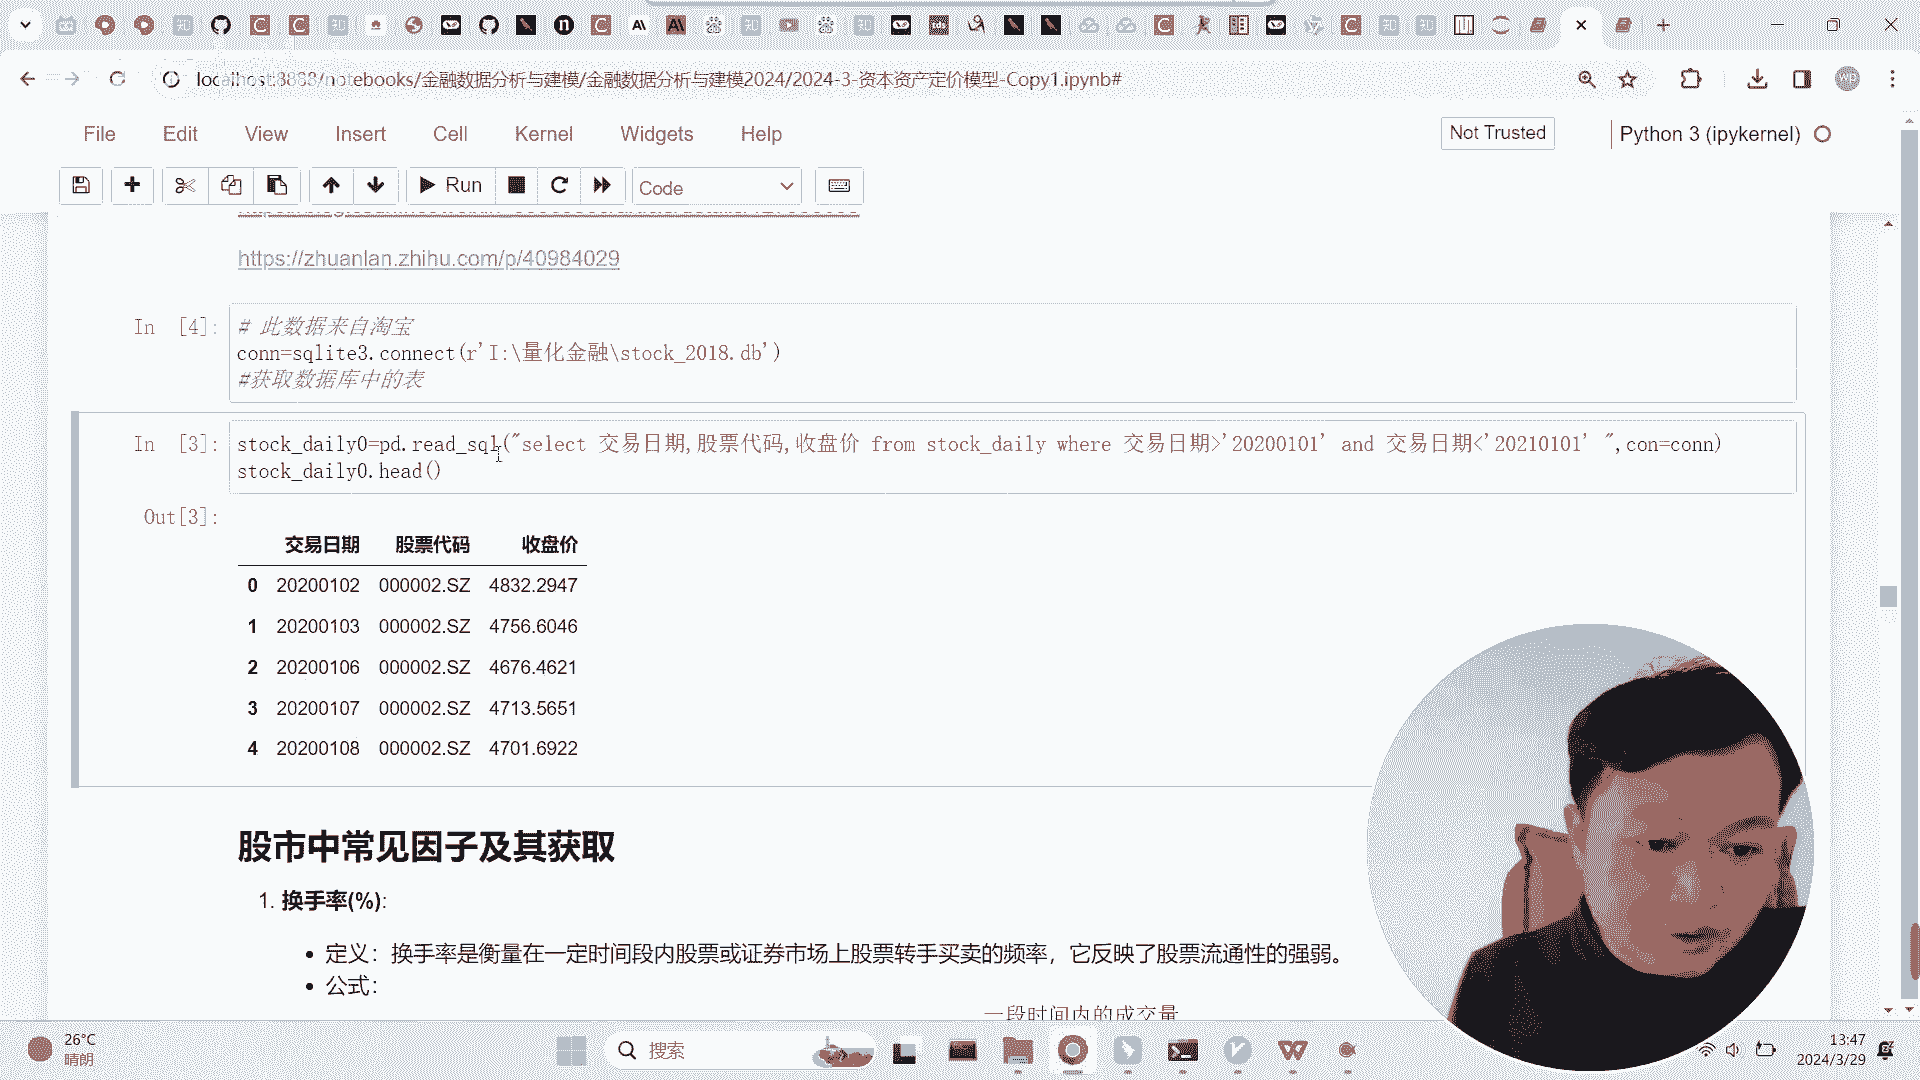 localhost:8888/notebooks/金融数据分析与建模/金融数据分析与建模2024/2024-3-资本资产定价模型-Copy1.ipynb#
wp
File Edit View Insert Cell Kernel Widgets Help
Not Trusted
Python 3 (ipykernel)
Run
Code
https://zhuanlan.zhihu.com/p/40984029
In [4]:
# 此数据来自淘宝
conn=sqlite3.connect(r'I:\量化金融\stock_2018.db')
#获取数据库中的表
In [3]:
stock_daily0=pd.read_sql("select 交易日期,股票代码,收盘价 from stock_daily where 交易日期>'20200101' and 交易日期<'20210101' ",con=conn)
stock_daily0.head()
Out[3]:
交易日期 股票代码 收盘价
0 20200102 000002.SZ 4832.2947
1 20200103 000002.SZ 4756.6046
2 20200106 000002.SZ 4676.4621
3 20200107 000002.SZ 4713.5651
4 20200108 000002.SZ 4701.6922
股市中常见因子及其获取
1. 换手率(%):
• 定义：换手率是衡量在一定时间段内股票或证券市场上股票转手买卖的频率，它反映了股票流通性的强弱。
• 公式：
一段时间内的成交量
26°C
晴朗
搜索
13:47
2024/3/29